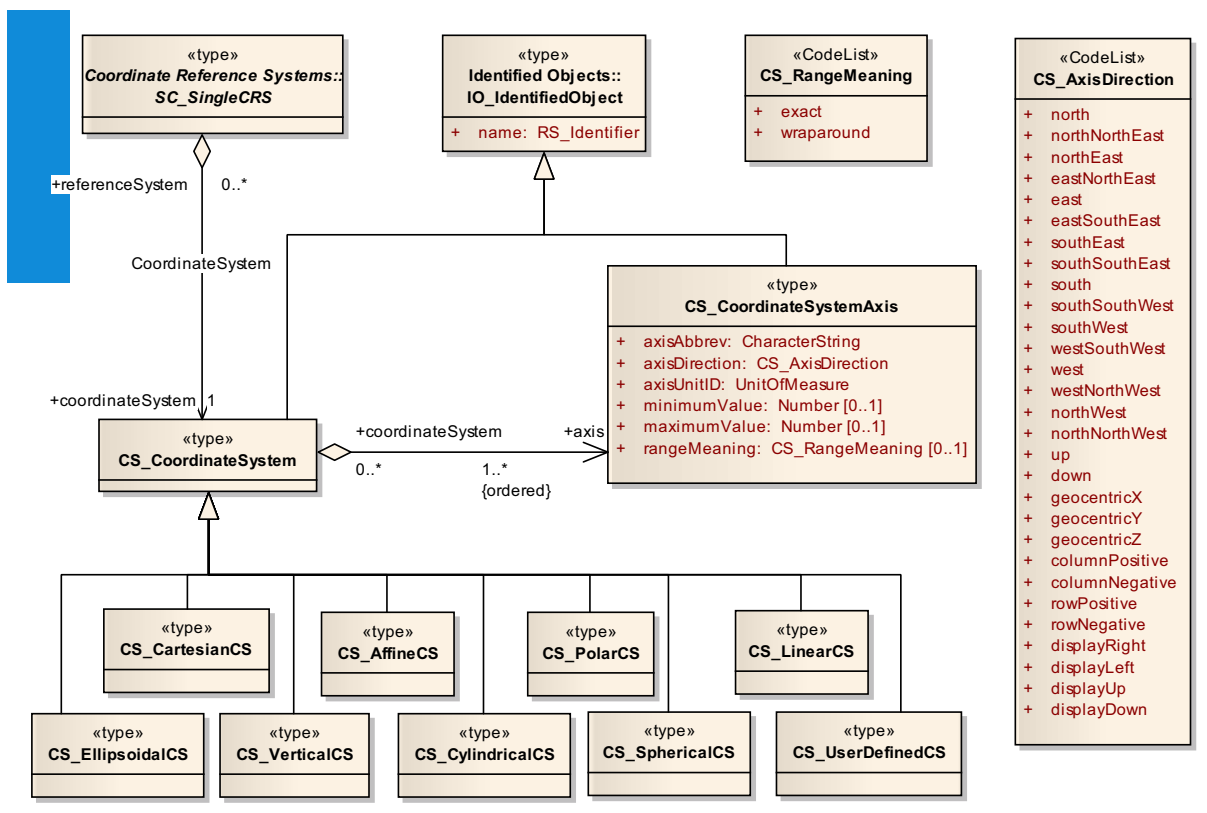 «type»
Coordinate Reference Systems::
SC_SingleCRS
«type»
Identified Objects::
IO_IdentifiedObject
+ name: RS_Identifier
«CodeList»
CS_RangeMeaning
+ exact
+ wraparound
«CodeList»
CS_AxisDirection
+ north
+ northNorthEast
+ northEast
+ eastNorthEast
+ east
+ eastSouthEast
+ southEast
+ southSouthEast
+ south
+ southSouthWest
+ southWest
+ westSouthWest
+ west
+ westNorthWest
+ northWest
+ northNorthWest
+ up
+ down
+ geocentricX
+ geocentricY
+ geocentricZ
+ columnPositive
+ columnNegative
+ rowPositive
+ rowNegative
+ displayRight
+ displayLeft
+ displayUp
+ displayDown
+referenceSystem 0..*
CoordinateSystem
+coordinateSystem 1
«type»
CS_CoordinateSystemAxis
+ axisAbbrev: CharacterString
+ axisDirection: CS_AxisDirection
+ axisUnitID: UnitOfMeasure
+ minimumValue: Number [0..1]
+ maximumValue: Number [0..1]
+ rangeMeaning: CS_RangeMeaning [0..1]
«type»
CS_CoordinateSystem
+coordinateSystem +axis
0..* 1..*
{ordered}
«type»
CS_CartesianCS
«type»
CS_AffineCS
«type»
CS_PolarCS
«type»
CS_LinearCS
«type»
CS_EllipsoidalCS
«type»
CS_VerticalCS
«type»
CS_CylindricalCS
«type»
CS_SphericalCS
«type»
CS_UserDefinedCS